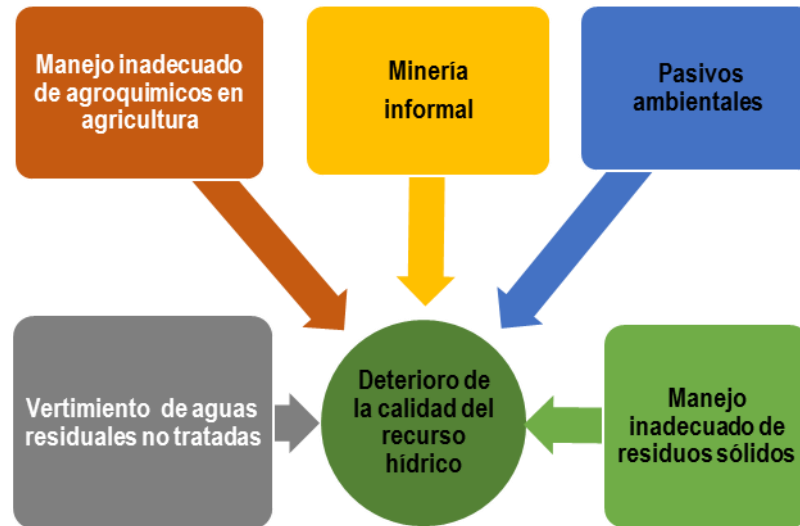 Manejo inadecuado
de agroquimicos en
agricultura
Minería
informal
Pasivos
ambientales
Vertimiento de aguas
residuales no tratadas
Deterioro de
la calidad del
recurso
hídrico
Manejo
inadecuado de
residuos sólidos